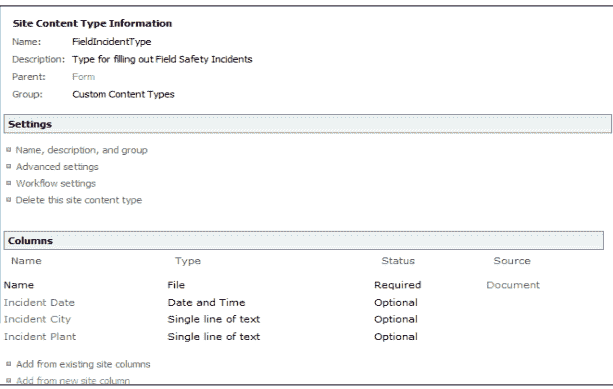 Site Content Type Information
Name: FieldIncidentType
Description: Type for filling out Field Safety Incidents
Parent: Form
Group: Custom Content Types
Settings
Name, description, and group
Advanced settings
Workflow settings
Delete this site content type
Columns
Name Type Status Source
Name File Required Document
Incident Date Date and Time Optional
Incident City Single line of text Optional
Incident Plant Single line of text Optional
Add from existing site columns
Add from new site column